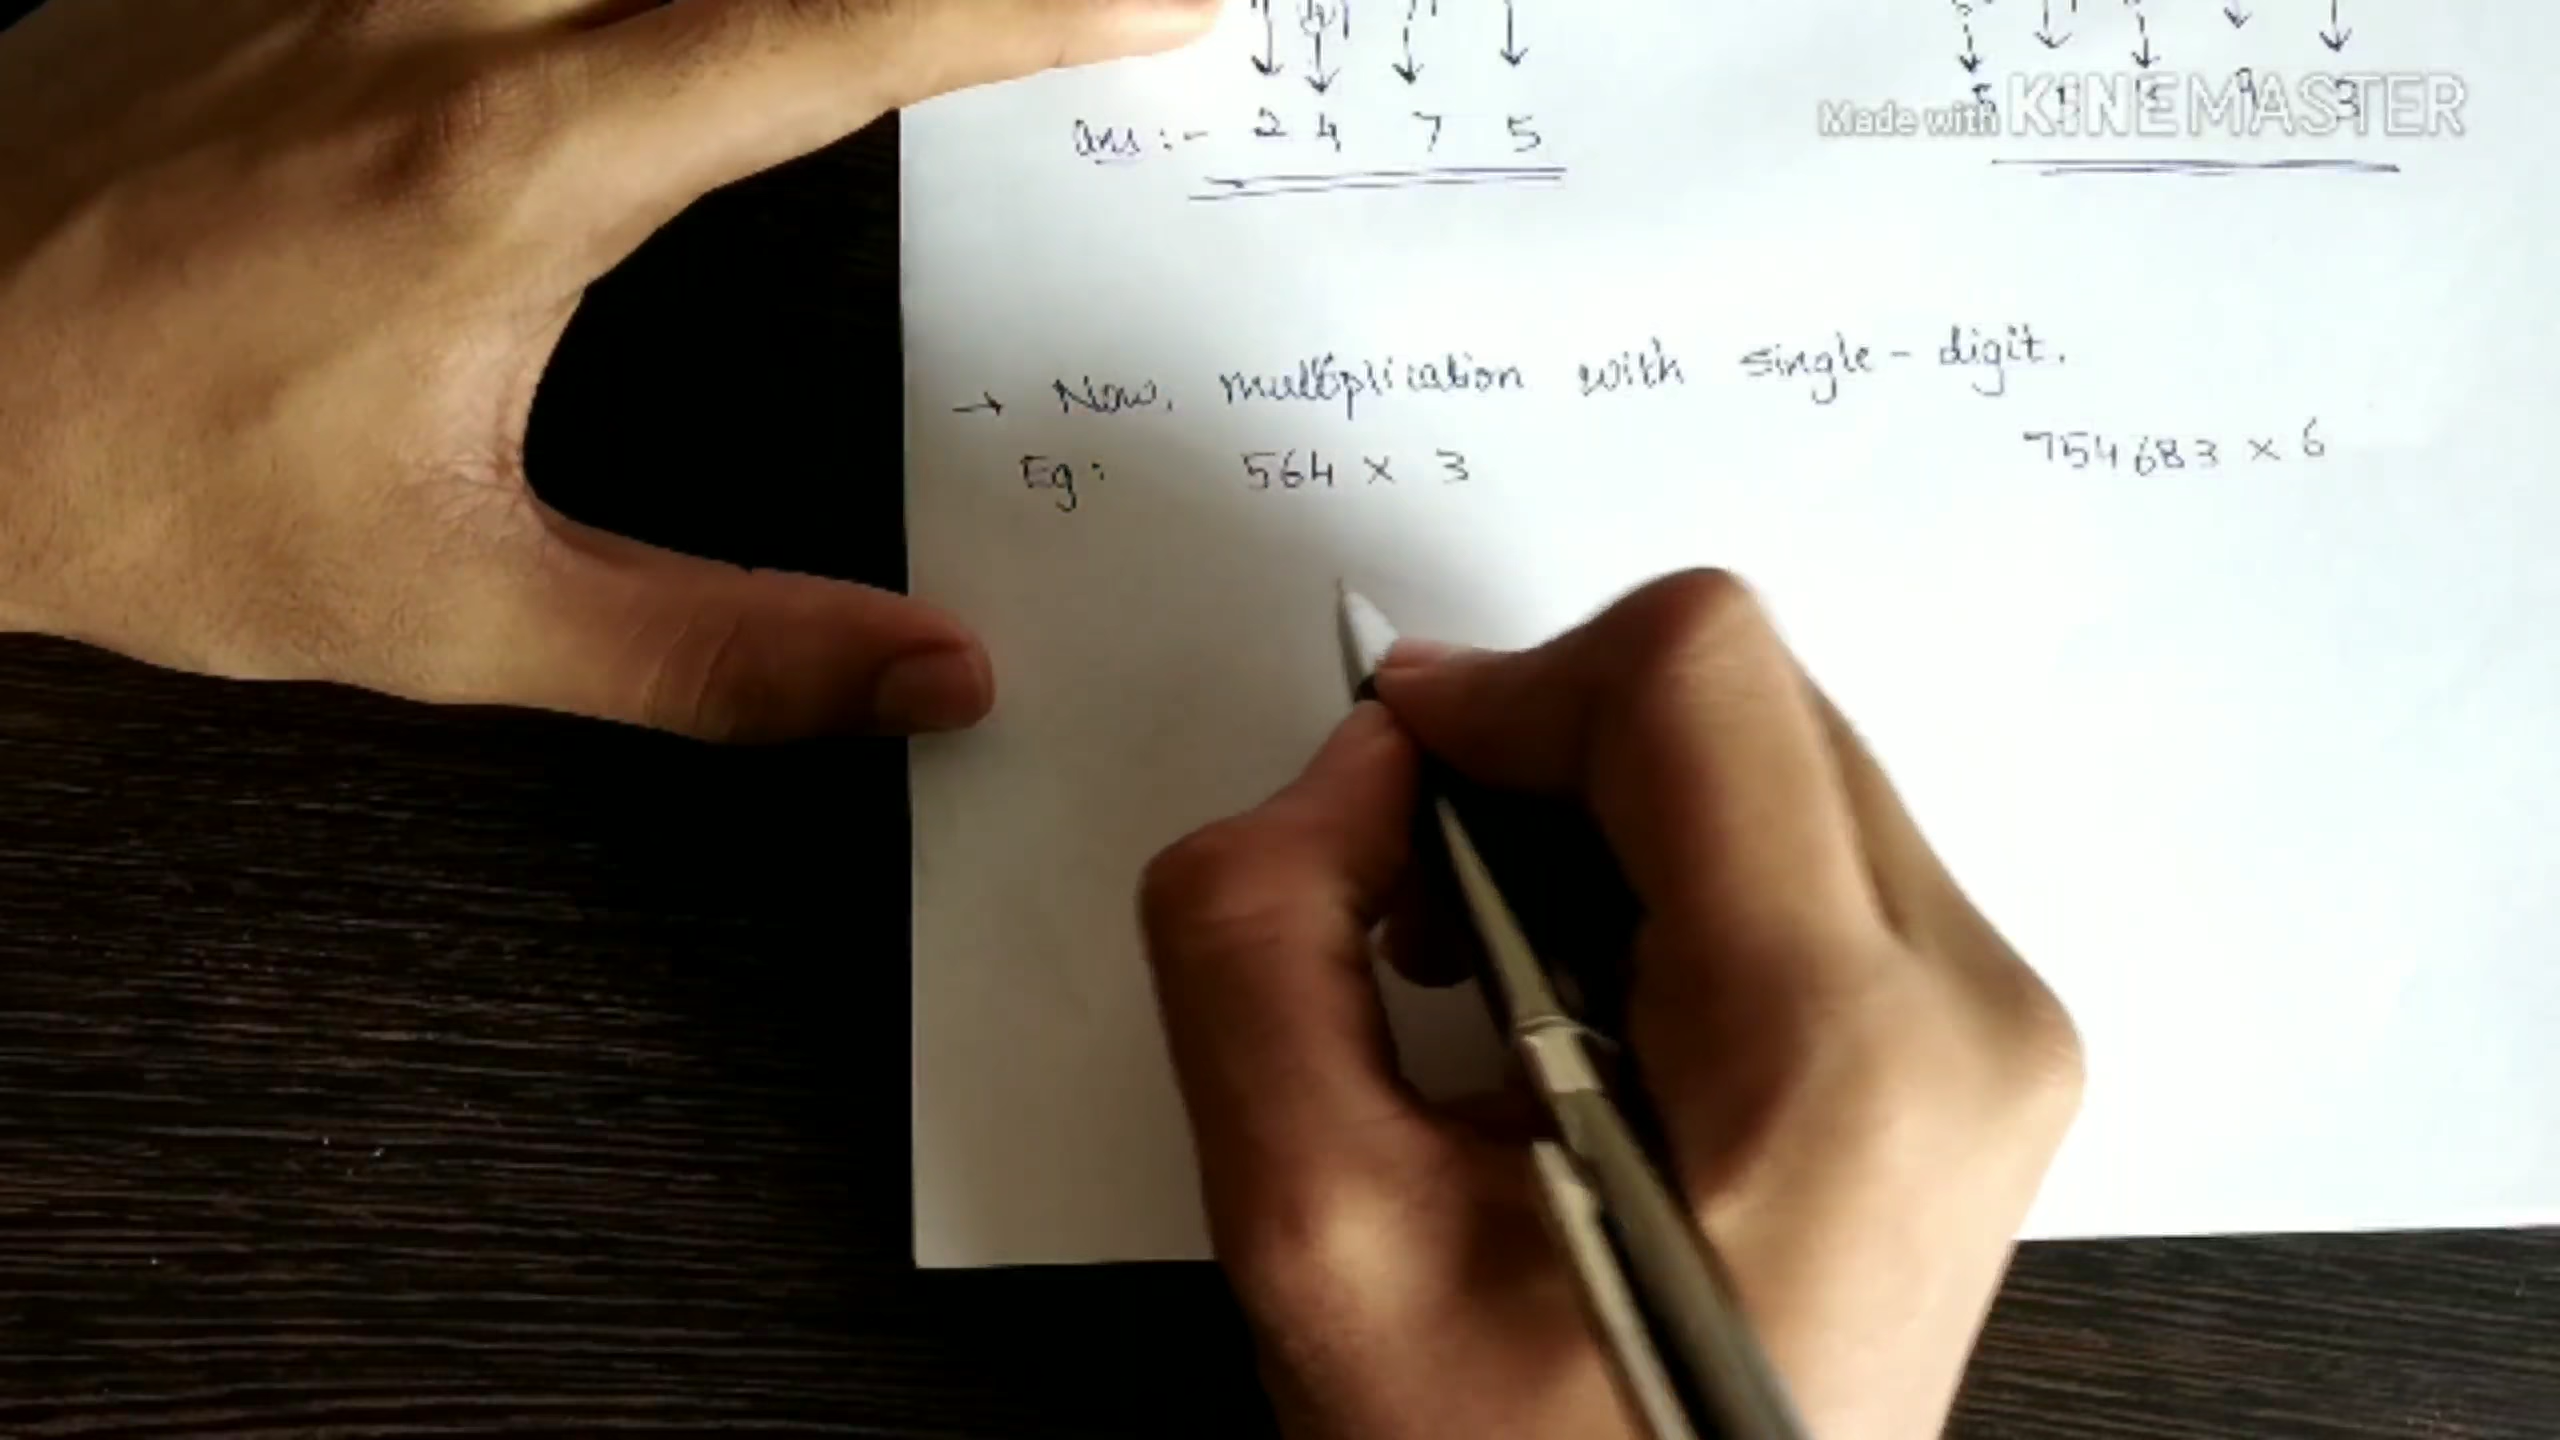 ans :- 2 4 7 5
Made with KINEMASTER
→ Now, multiplication with single-digit.
Eg: 564 x 3
754683 x 6